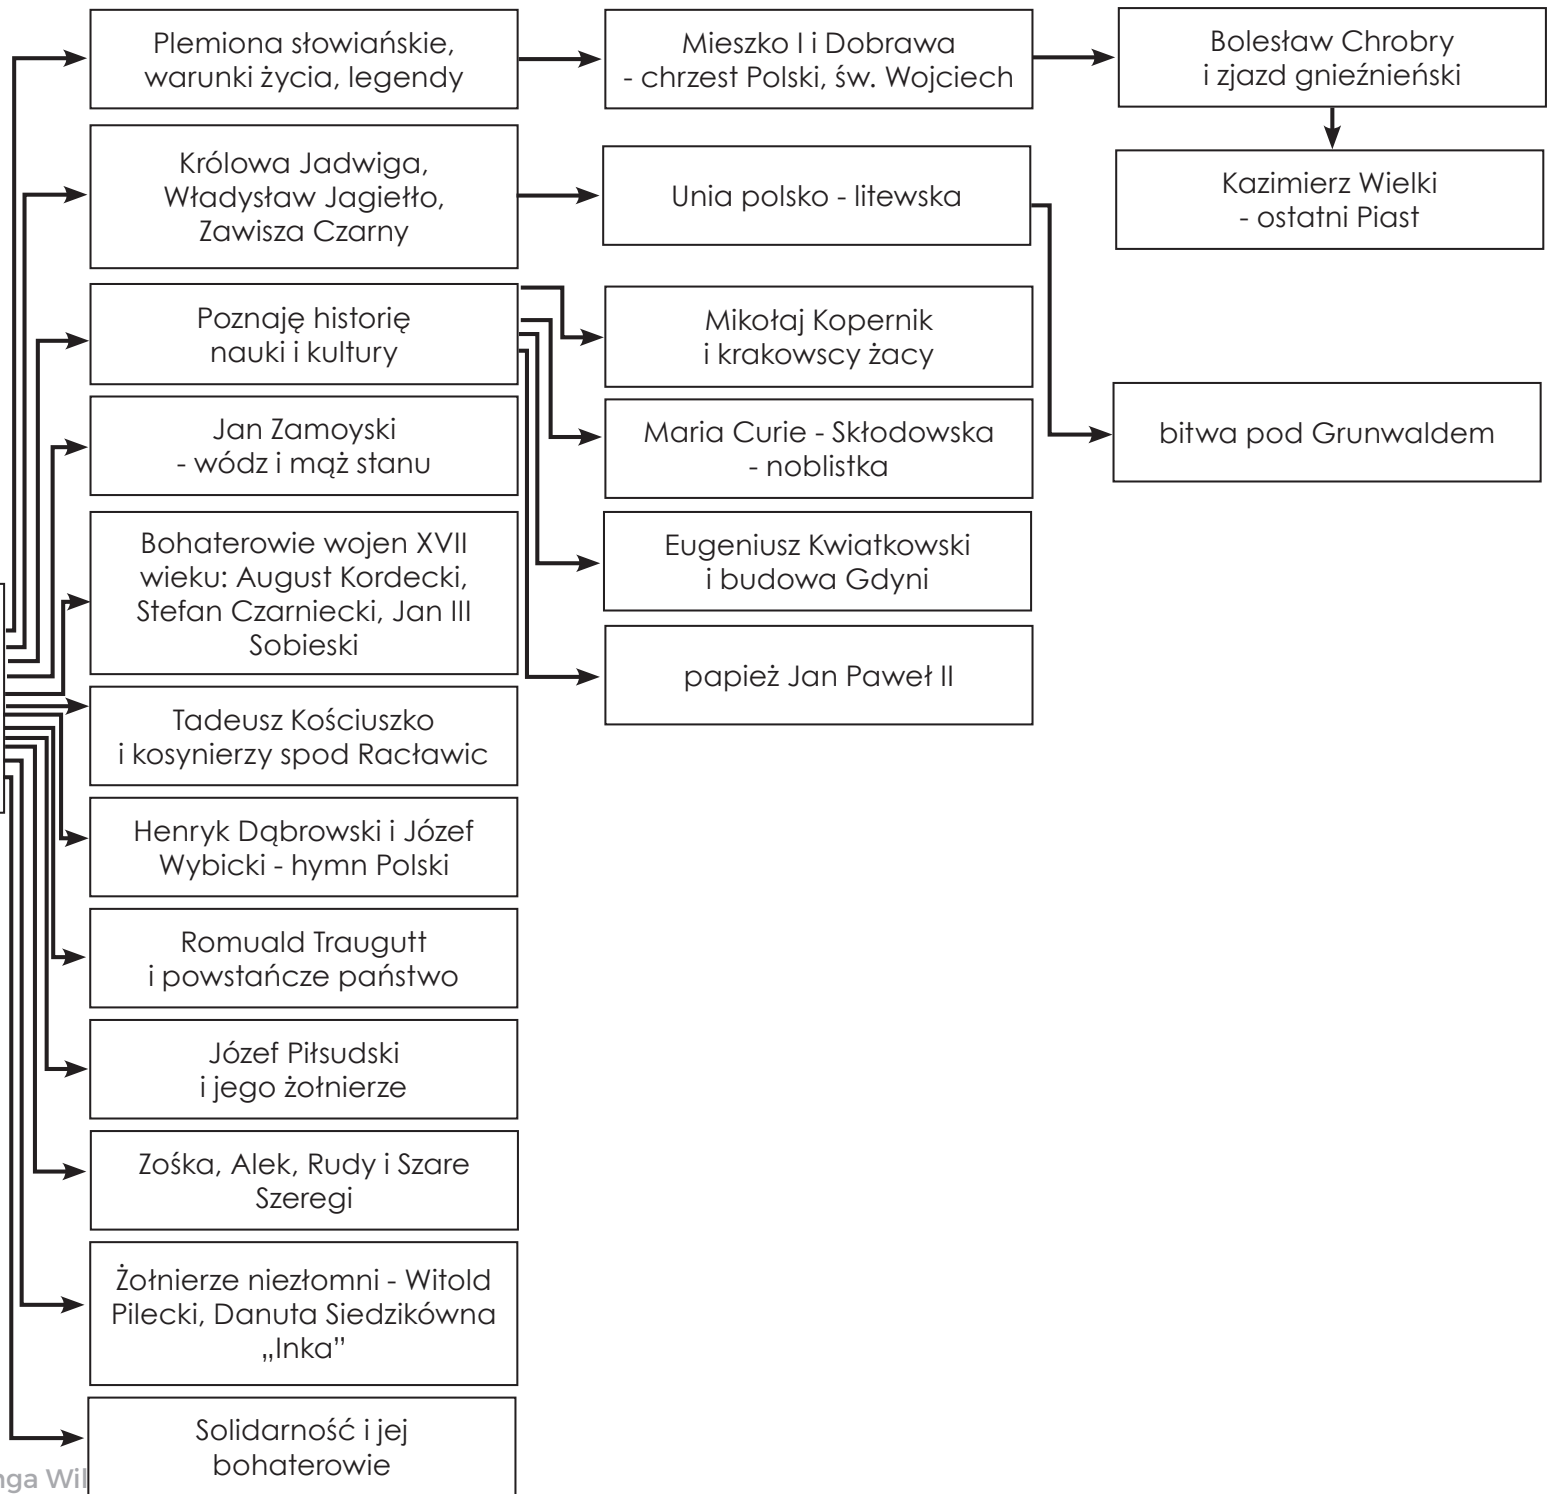 Plemiona słowiańskie,
warunki życia, legendy
Mieszko I i Dobrawa
- chrzest Polski, św. Wojciech
Bolesław Chrobry
i zjazd gnieźnieński
Kazimierz Wielki
- ostatni Piast
Królowa Jadwiga,
Władysław Jagiełło,
Zawisza Czarny
Unia polsko - litewska
bitwa pod Grunwaldem
Poznaję historię
nauki i kultury
Mikołaj Kopernik
i krakowscy żacy
Maria Curie - Skłodowska
- noblistka
Eugeniusz Kwiatkowski
i budowa Gdyni
papież Jan Paweł II
Jan Zamoyski
- wódz i mąż stanu
Bohaterowie wojen XVII
wieku: August Kordecki,
Stefan Czarniecki, Jan III
Sobieski
Tadeusz Kościuszko
i kosynierzy spod Racławic
Henryk Dąbrowski i Józef
Wybicki - hymn Polski
Romuald Traugutt
i powstańcze państwo
Józef Piłsudski
i jego żołnierze
Zośka, Alek, Rudy i Szare
Szeregi
Żołnierze niezłomni - Witold
Pilecki, Danuta Siedzikówna
„Inka”
Solidarność i jej
bohaterowie